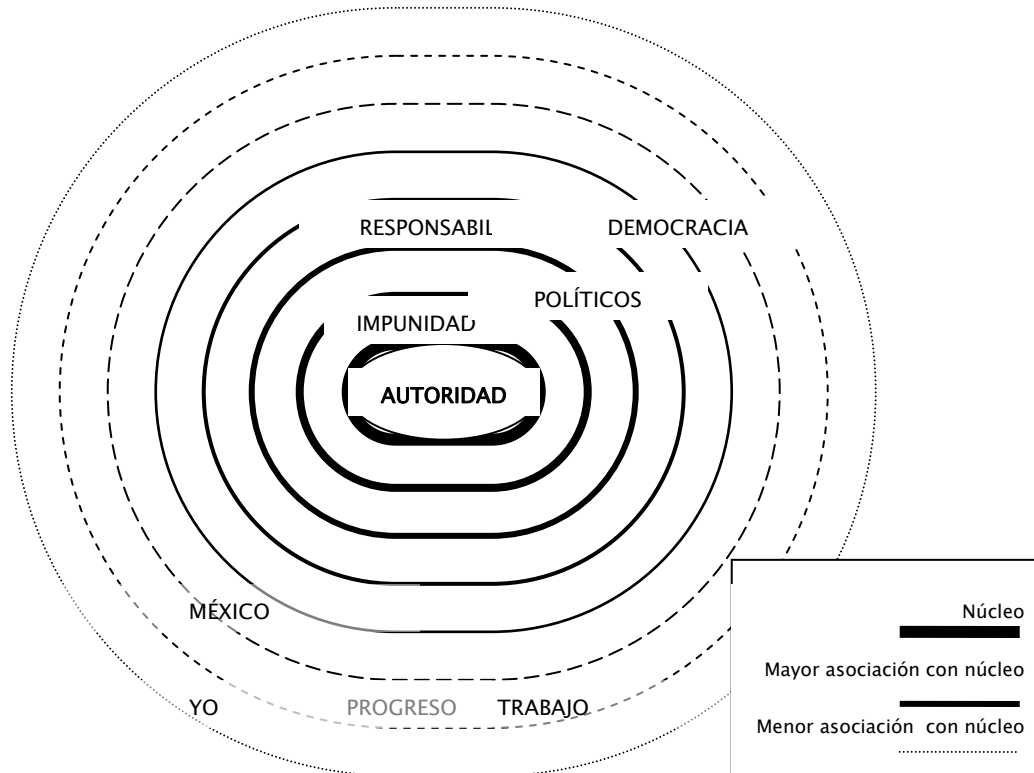 RESPONSABIL
DEMOCRACIA
POLÍTICOS
IMPUNIDAD
AUTORIDAD
MÉXICO
YO
PROGRESO
TRABAJO
Núcleo
Mayor asociación con núcleo
Menor asociación con núcleo